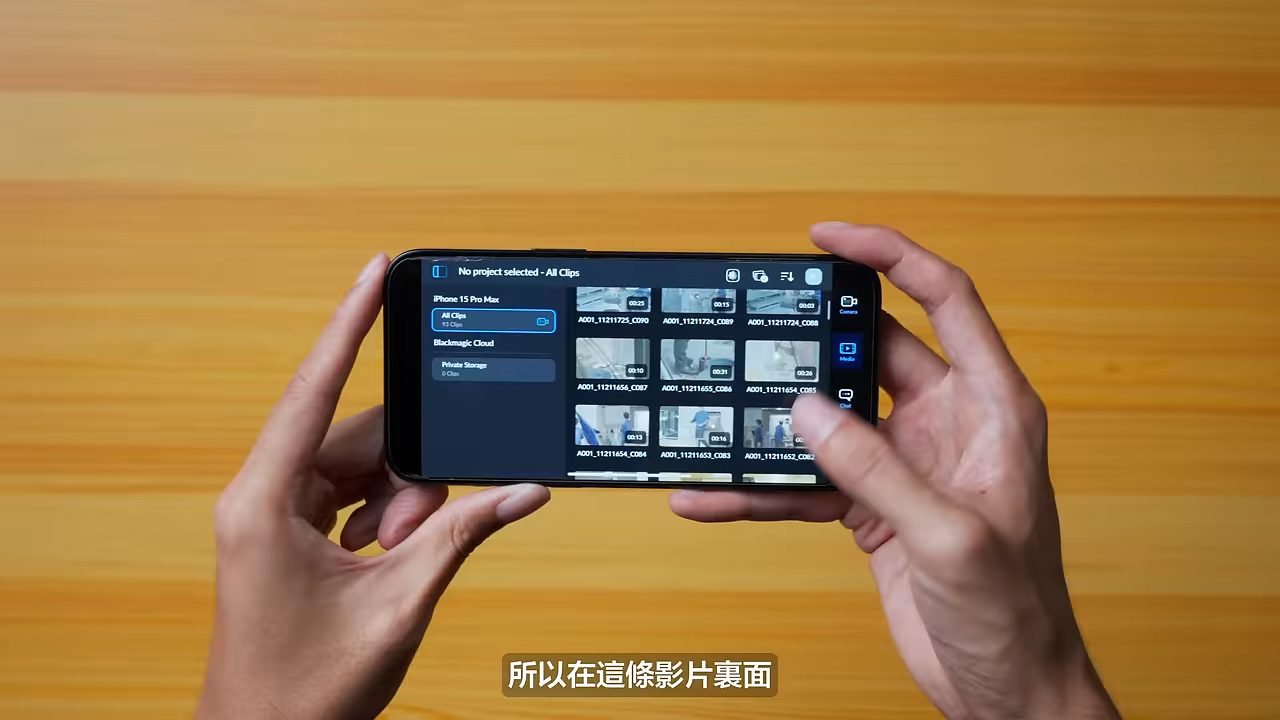 No project selected - All Clips
iPhone 15 Pro Max
All Clips
93 Clips
Blackmagic Cloud
Private Storage
0 Clips
00:25
00:15
00:03
A001_11211725_C090
A001_11211724_C089
A001_11211724_C088
00:10
00:31
00:26
A001_11211656_C087
A001_11211655_C086
A001_11211654_C085
00:13
00:16
A001_11211654_C084
A001_11211653_C083
A001_11211652_C082
Camera
Media
Chat
所以在這條影片裏面